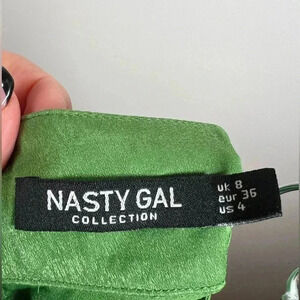 NASTY GAL
COLLECTION
uk 8
eur 36
us 4